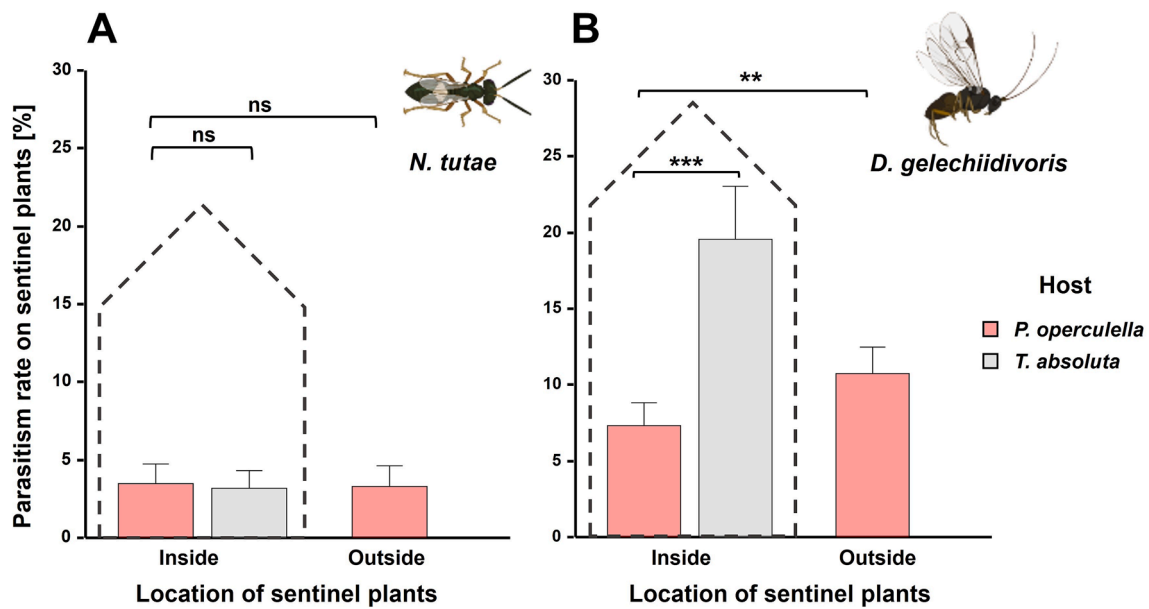 A
Parasitism rate on sentinel plants [%]
30
25
20
15
10
5
0
ns
ns
N. tutae
Inside
Outside
Location of sentinel plants
B
30
25
20
15
10
5
0
**
***
D. gelechiidivoris
Inside
Outside
Location of sentinel plants
Host
P. operculella
T. absoluta